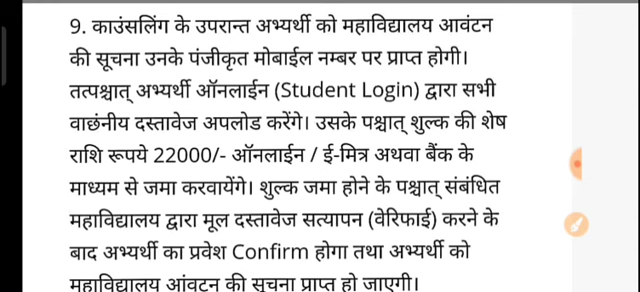 9. काउंसलिंग के उपरान्त अभ्यर्थी को महाविद्यालय आवंटन
की सूचना उनके पंजीकृत मोबाईल नम्बर पर प्राप्त होगी।
तत्पश्चात् अभ्यर्थी ऑनलाईन (Student Login) द्वारा सभी
वाछंनीय दस्तावेज अपलोड करेंगे। उसके पश्चात् शुल्क की शेष
राशि रूपये 22000/- ऑनलाईन / ई-मित्र अथवा बैंक के
माध्यम से जमा करवायेंगे। शुल्क जमा होने के पश्चात् संबंधित
महाविद्यालय द्वारा मूल दस्तावेज सत्यापन (वेरिफाई) करने के
बाद अभ्यर्थी का प्रवेश Confirm होगा तथा अभ्यर्थी को
महाविद्यालय आंवटन की सूचना प्राप्त हो जाएगी।